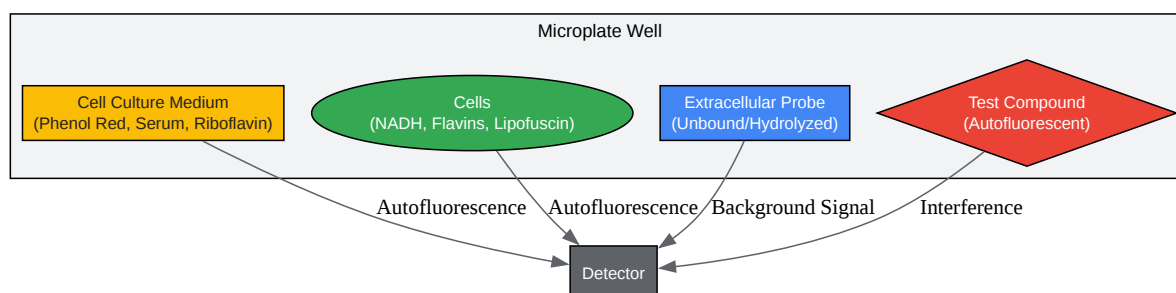 Microplate Well
Cell Culture Medium
(Phenol Red, Serum, Riboflavin)
Cells
(NADH, Flavins, Lipofuscin)
Extracellular Probe
(Unbound/Hydrolyzed)
Test Compound
(Autofluorescent)
Autofluorescence
Autofluorescence
Background Signal
Interference
Detector